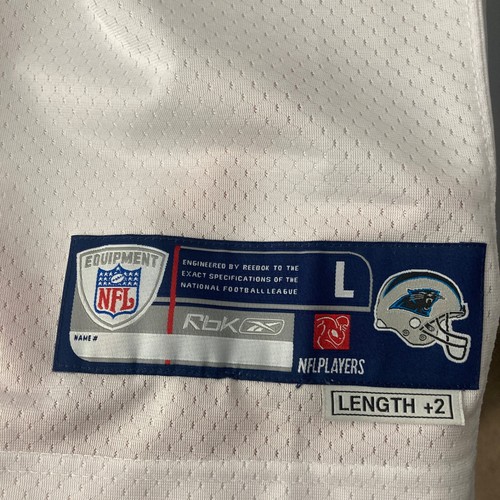 EQUIPMENT
NFL
ENGINEERED BY REEBOK TO THE
EXACT SPECIFICATIONS OF THE
NATIONAL FOOTBALL LEAGUE
L
RbK
NAME #
NFLPLAYERS
LENGTH +2